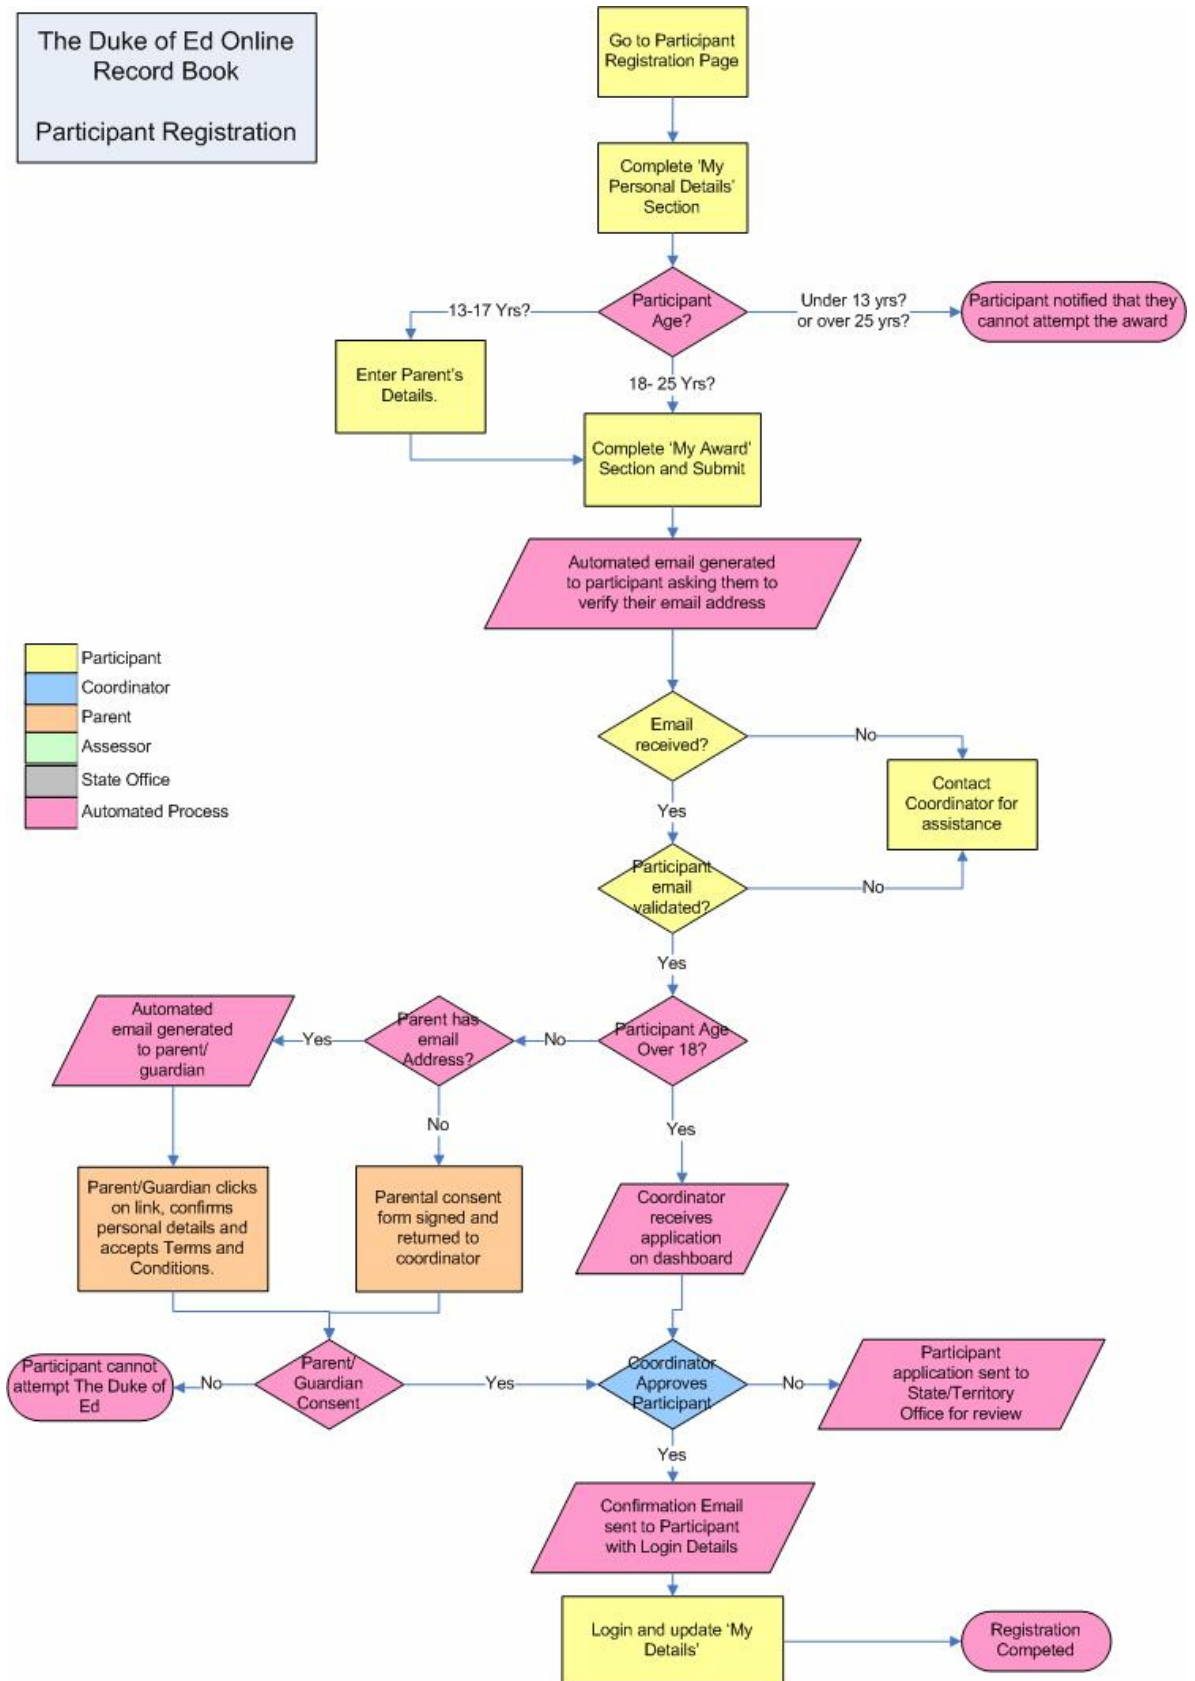 The Duke of Ed Online
Record Book
Participant Registration
Go to Participant
Registration Page
Complete ‘My
Personal Details’
Section
Participant
Age?
13-17 Yrs?
Under 13 yrs?
or over 25 yrs?
Participant notified that they
cannot attempt the award
Enter Parent’s
Details.
18- 25 Yrs?
Complete ‘My Award’
Section and Submit
Automated email generated
to participant asking them to
verify their email address
Participant
Coordinator
Parent
Assessor
State Office
Automated Process
Email
received?
No
Contact
Coordinator for
assistance
Yes
Participant
email
validated?
No
Yes
Participant Age
Over 18?
No
Parent has
email
Address?
Yes
Automated
email generated
to parent/
guardian
No
Yes
Parent/Guardian clicks
on link, confirms
personal details and
accepts Terms and
Conditions.
Parental consent
form signed and
returned to
coordinator
Coordinator
receives
application
on dashboard
Participant cannot
attempt The Duke of
Ed
No
Parent/
Guardian
Consent
Yes
Coordinator
Approves
Participant
No
Participant
application sent to
State/Territory
Office for review
Yes
Confirmation Email
sent to Participant
with Login Details
Login and update ‘My
Details’
Registration
Competed